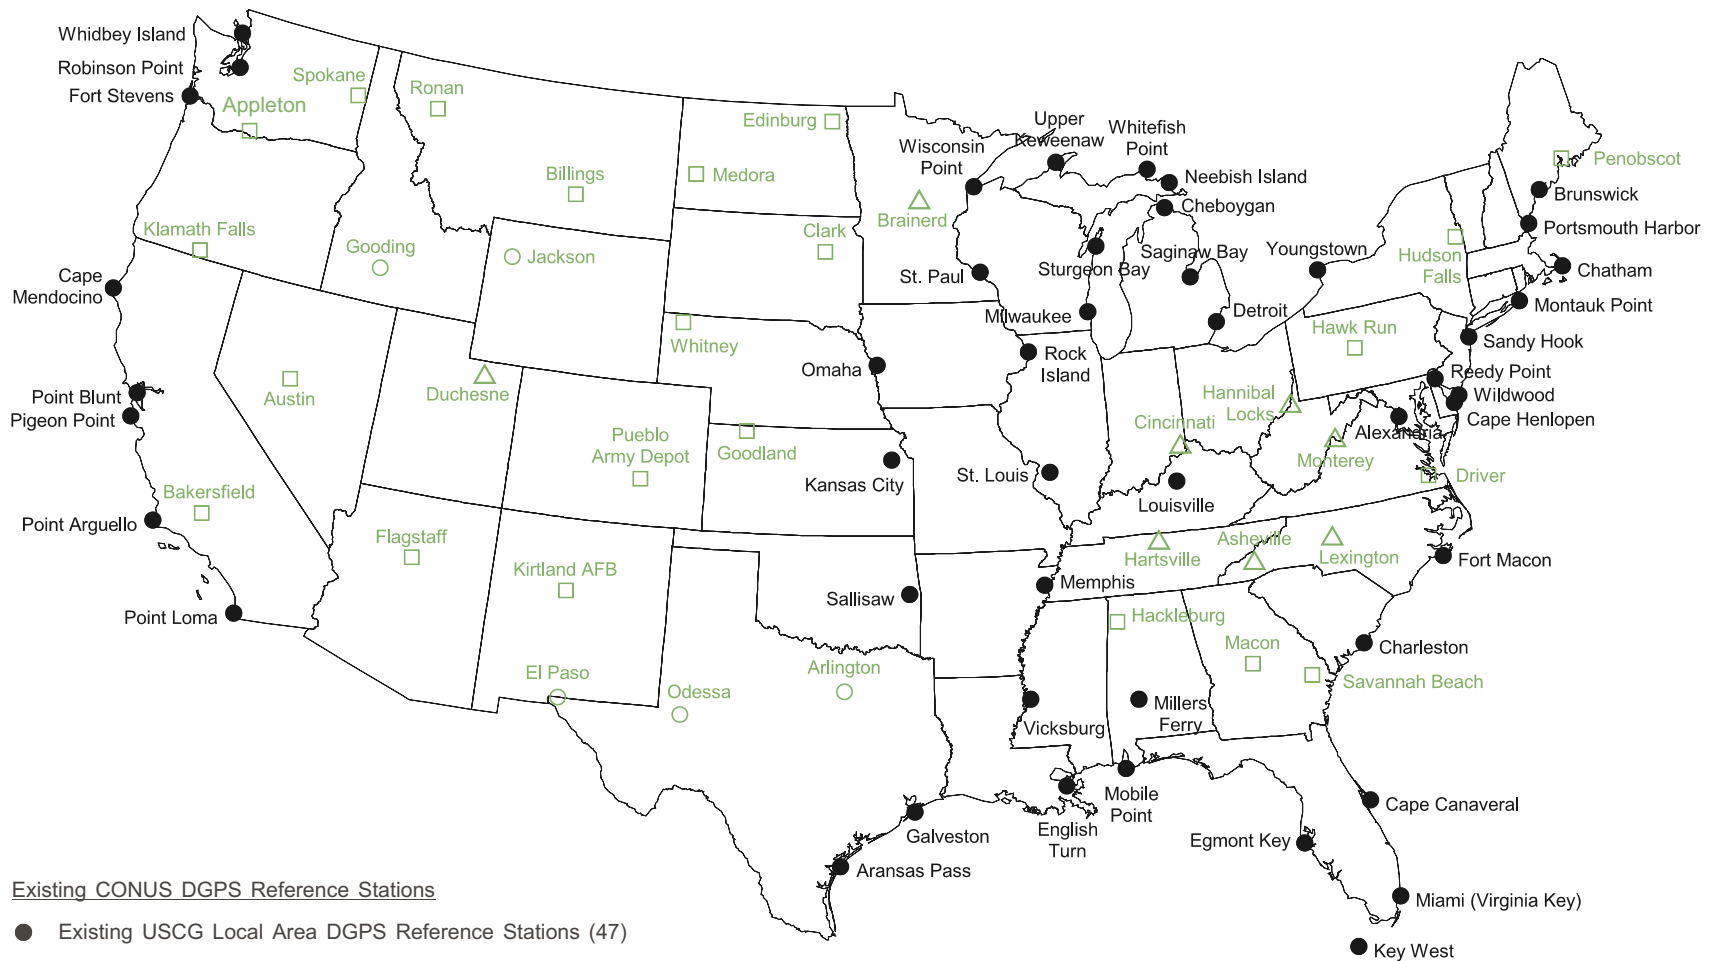 Whidbey Island
Robinson Point
Fort Stevens
Spokane
Appleton
Ronan
Edinburg
Medora
Billings
Klamath Falls
Gooding
Jackson
Clark
Brainerd
Wisconsin
Point
Upper
Keweenaw
Whitefish
Point
Neebish Island
Cheboygan
Penobscot
Brunswick
Portsmouth Harbor
Chatham
Montauk Point
Hudson
Falls
Youngstown
Saginaw Bay
Sturgeon Bay
St. Paul
Milwaukee
Detroit
Cape
Mendocino
Whitney
Omaha
Rock
Island
Hawk Run
Sandy Hook
Reedy Point
Wildwood
Cape Henlopen
Alexandria
Hannibal
Locks
Cincinnati
Monterey
Driver
Point Blunt
Pigeon Point
Austin
Duchesne
Pueblo
Army Depot
Goodland
Kansas City
St. Louis
Louisville
Bakersfield
Point Arguello
Flagstaff
Kirtland AFB
Hartsville
Asheville
Lexington
Fort Macon
Point Loma
Sallisaw
Memphis
Hackleburg
Macon
Charleston
Savannah Beach
El Paso
Odessa
Arlington
Vicksburg
Millers
Ferry
Mobile
Point
English
Turn
Galveston
Aransas Pass
Cape Canaveral
Egmont Key
Miami (Virginia Key)
Key West
Existing CONUS DGPS Reference Stations
Existing USCG Local Area DGPS Reference Stations (47)